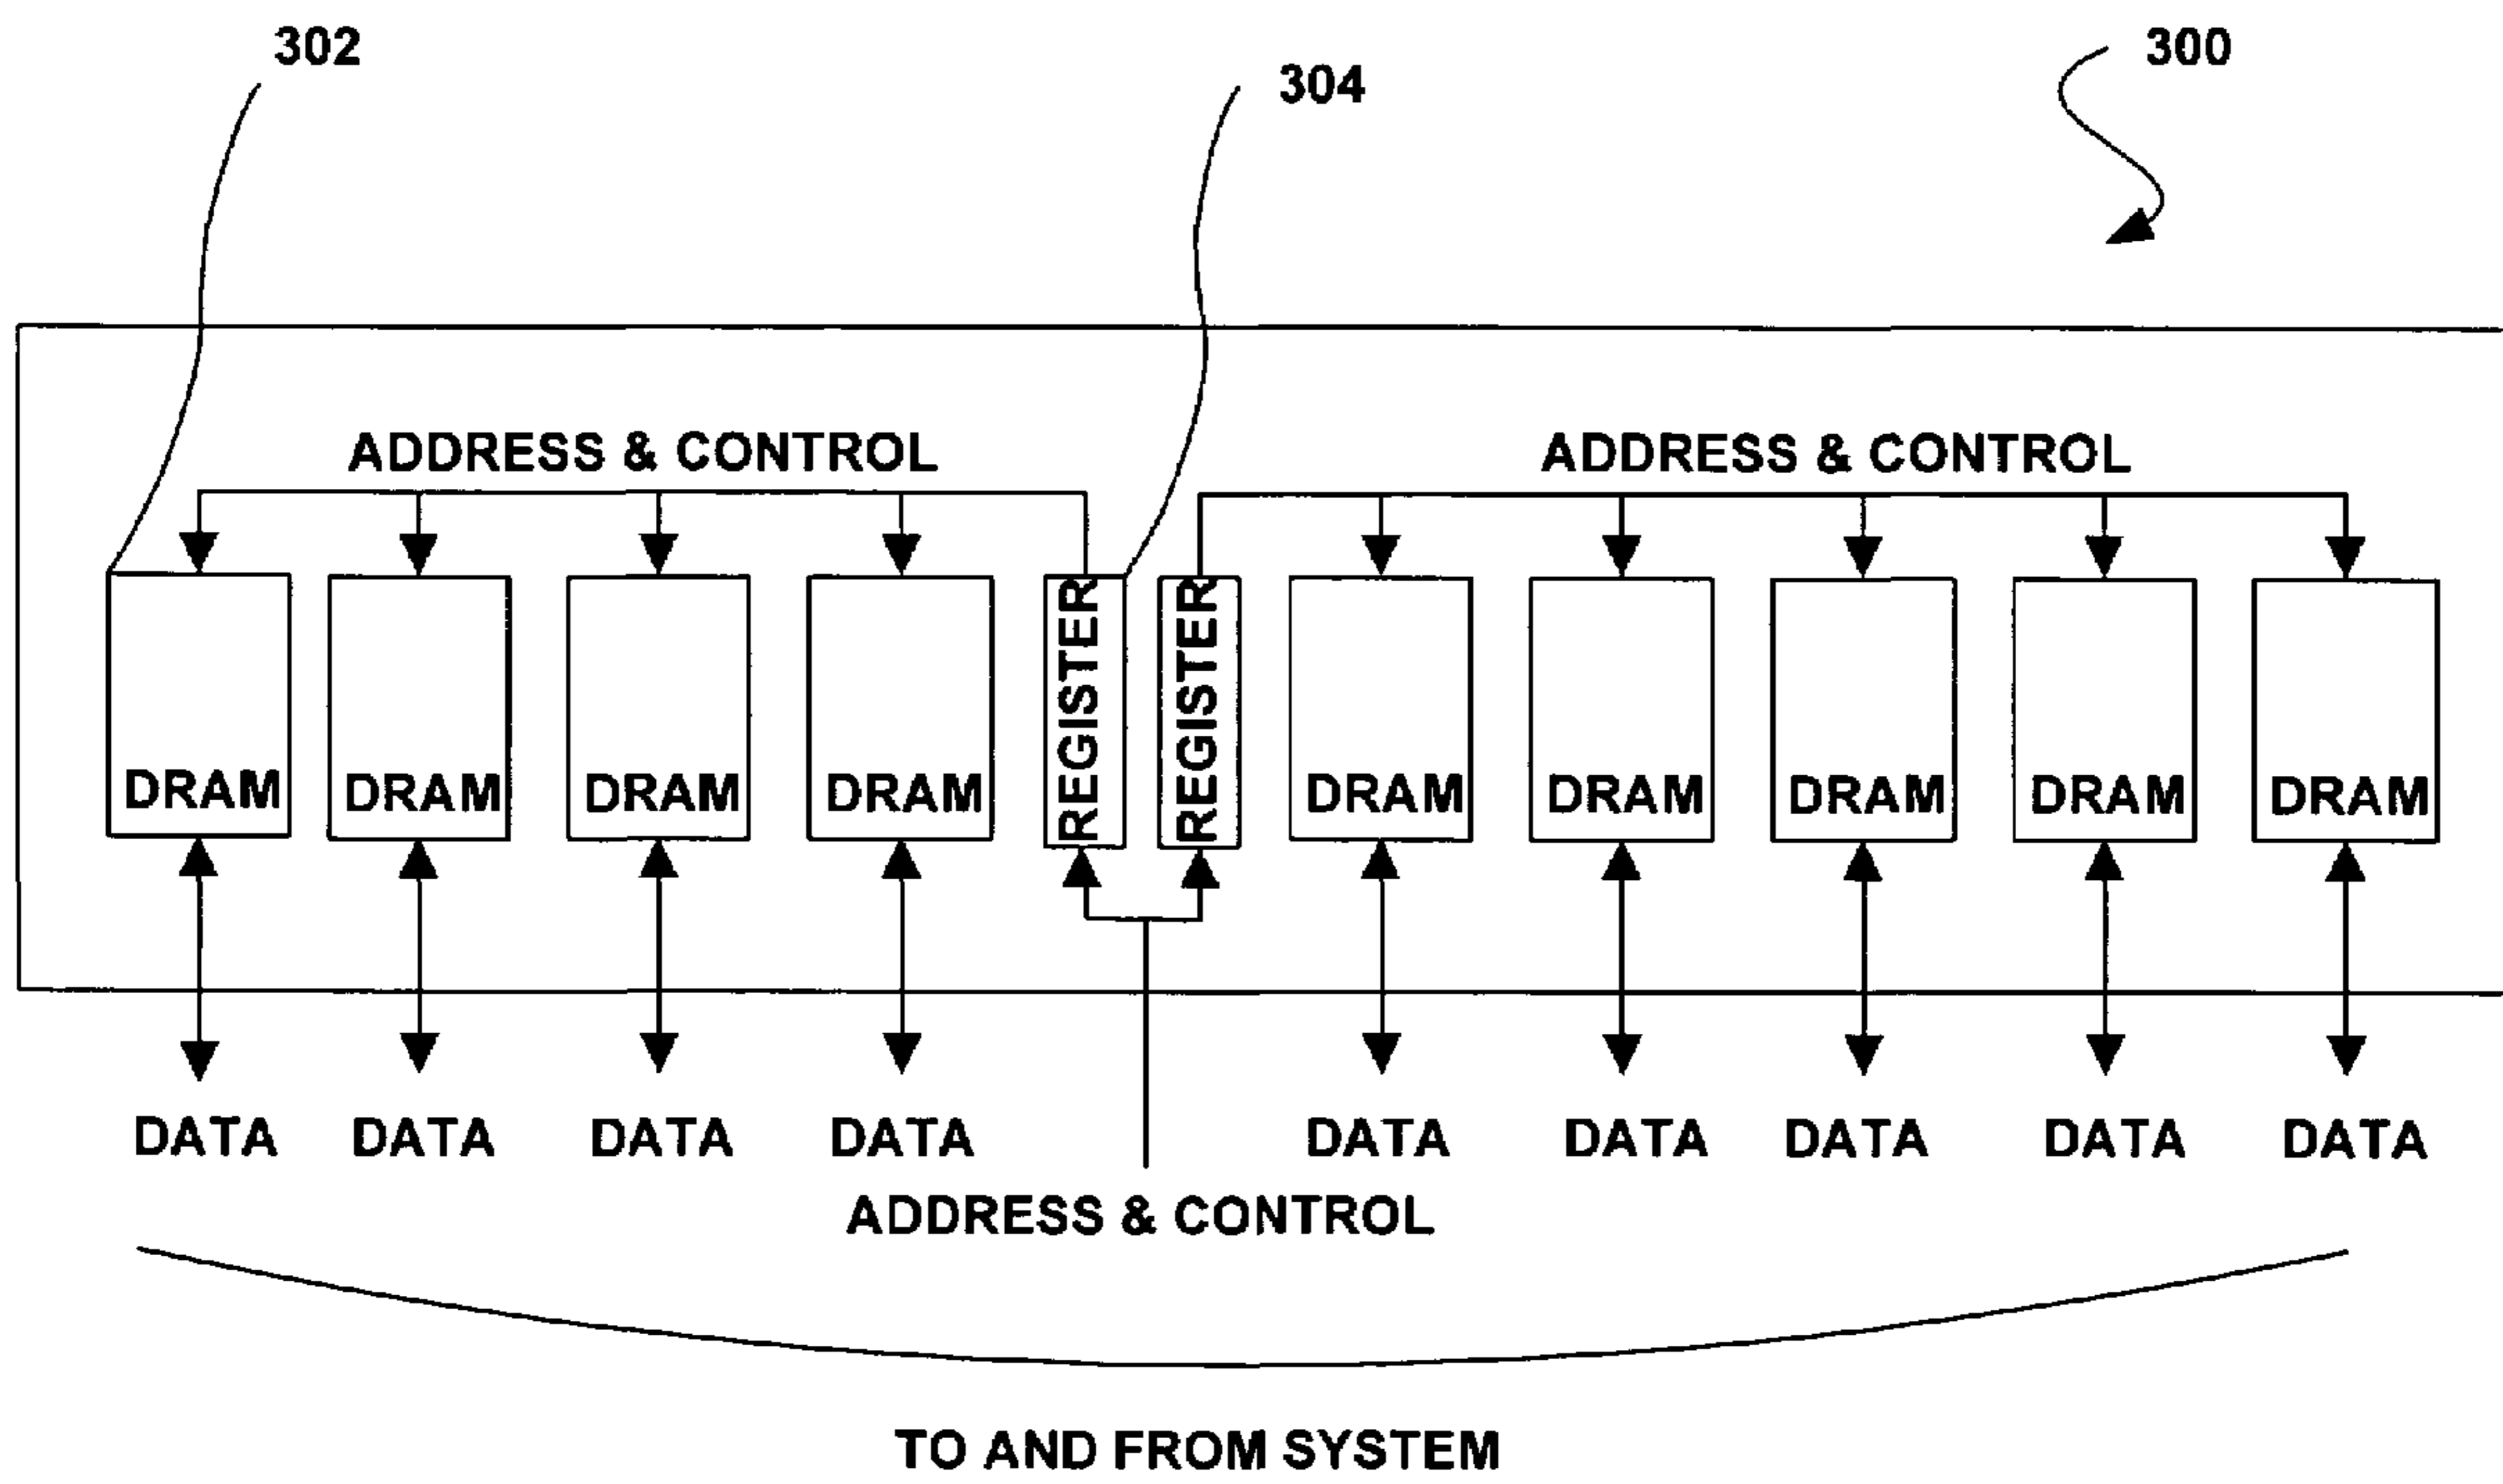 302
304
300
ADDRESS & CONTROL
ADDRESS & CONTROL
REGISTER
REGISTER
DRAM
DRAM
DRAM
DRAM
DRAM
DRAM
DRAM
DRAM
DRAM
DATA
DATA
DATA
DATA
DATA
DATA
DATA
DATA
DATA
ADDRESS & CONTROL
TO AND FROM SYSTEM